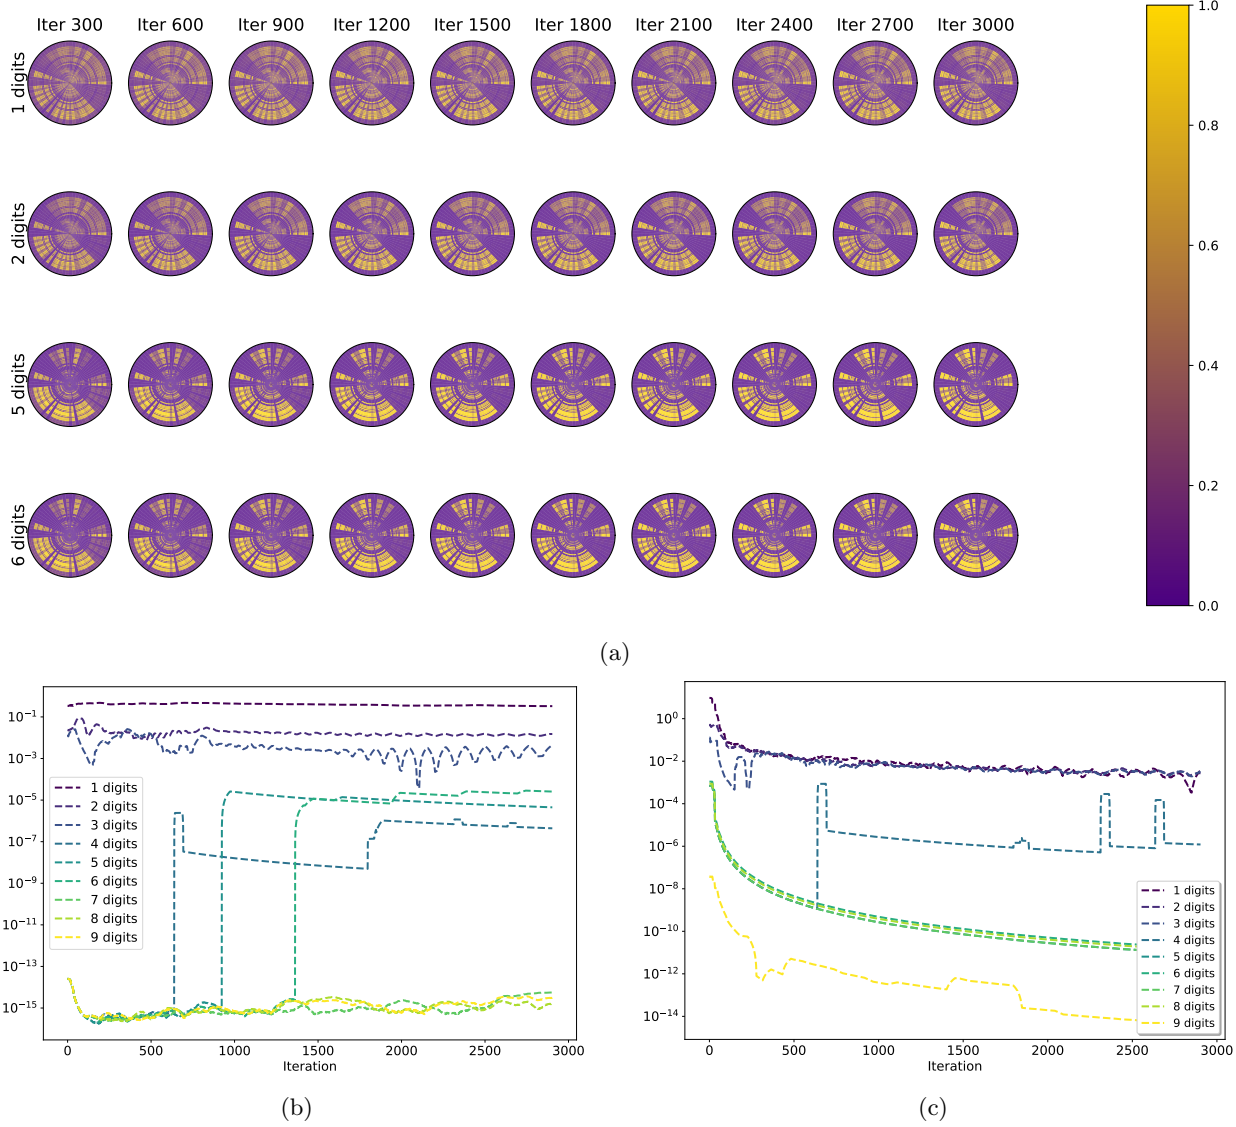 Iter 300 Iter 600 Iter 900 Iter 1200 Iter 1500 Iter 1800 Iter 2100 Iter 2400 Iter 2700 Iter 3000
1 digits
2 digits
5 digits
6 digits
1.0
0.8
0.6
0.4
0.2
0.0
(a)
10⁻¹
10⁻³
10⁻⁵
10⁻⁷
10⁻⁹
10⁻¹¹
10⁻¹³
10⁻¹⁵
1 digits
2 digits
3 digits
4 digits
5 digits
6 digits
7 digits
8 digits
9 digits
0 500 1000 1500 2000 2500 3000
Iteration
(b)
10⁰
10⁻²
10⁻⁴
10⁻⁶
10⁻⁸
10⁻¹⁰
10⁻¹²
10⁻¹⁴
1 digits
2 digits
3 digits
4 digits
5 digits
6 digits
7 digits
8 digits
9 digits
0 500 1000 1500 2000 2500 3000
Iteration
(c)